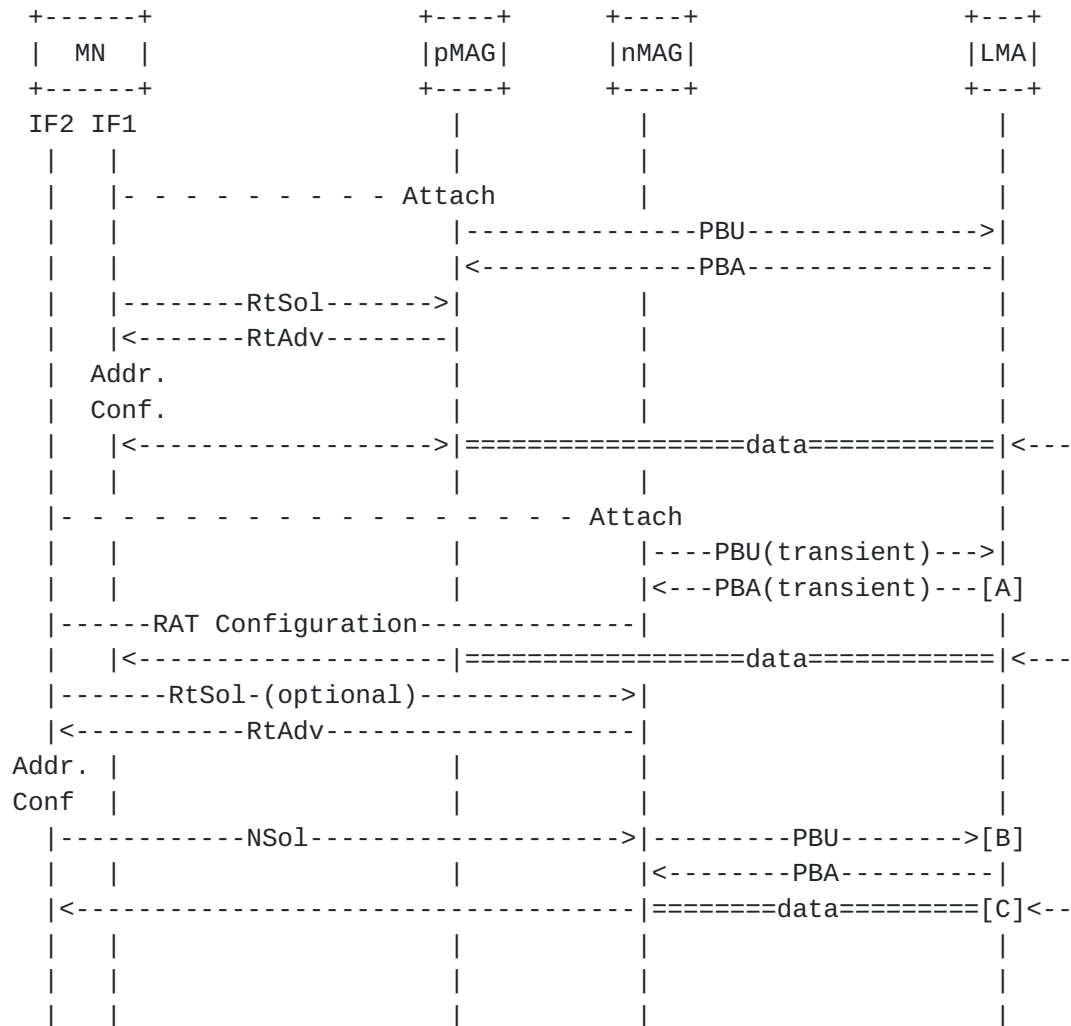 MN pMAG nMAG LMA
IF2 IF1
Attach
PBU
PBA
RtSol
RtAdv
Addr.
Conf.
data
Attach
PBU(transient)
PBA(transient) [A]
RAT Configuration
data
RtSol-(optional)
RtAdv
Addr.
Conf
NSol PBU [B]
PBA
data [C]